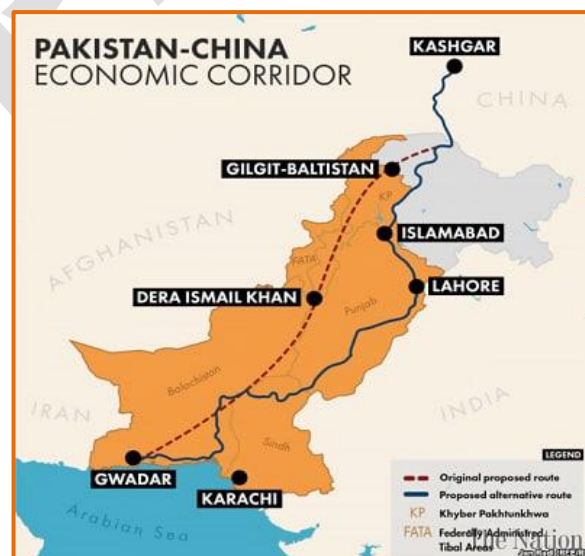 PAKISTAN-CHINA
ECONOMIC CORRIDOR
KASHGAR
CHINA
GILGIT-BALTISTAN
KP
AFGHANISTAN
ISLAMABAD
FATA
LAHORE
DERA ISMAIL KHAN
Punjab
Balochistan
IRAN
INDIA
Sindh
GWADAR
KARACHI
Arabian Sea
LEGEND
Original proposed route
Proposed alternative route
KP Khyber Pakhtunkhwa
FATA Federally Administred
Tibal Areas
The Nation